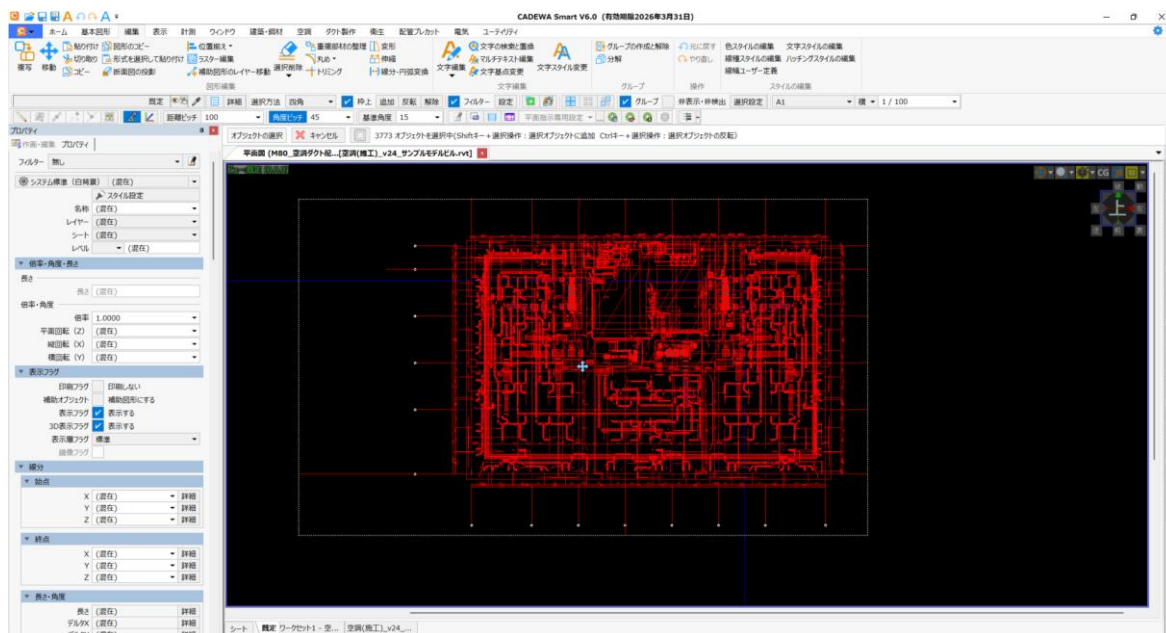 CADEWA Smart V6.0 (有効期限2026年3月31日)
ホーム 基本図形 編集 表示 計測 ウィンドウ 建築・鋼材 空調 ダクト製作 衛生 配管プレカット 電気 ユーティリティ
複写 移動 貼り付け 切り取り コピー 図形のコピー 形式を選択して貼り付け 断面図の投影 位置揃え ラスター編集 補助図形のレイヤー移動 選択削除 重複部材の整理 丸め トリミング 変形 伸縮 線分・円弧変換 文字編集 文字の検索と置換 マルチテキスト編集 文字基点変更 文字スタイル変更 グループの作成と解除 分解 元に戻す やり直し 色スタイルの編集 文字スタイルの編集 線種スタイルの編集 ハッチングスタイルの編集 線幅ユーザー定義
図形編集 文字編集 グループ 操作 スタイルの編集
既定 詳細 選択方法 四角 枠上 追加 反転 解除 フィルター 設定 グループ 非表示・非検出 選択設定 A1 横 1 / 100
距離ピッチ 100 角度ピッチ 45 基準角度 15 平面指示専用設定
プロパティ
オブジェクトの選択 キャンセル 3773 オブジェクトを選択中(Shiftキー+選択操作：選択オブジェクトに追加 Ctrlキー+選択操作：選択オブジェクトの反転)
作図・編集 プロパティ
平面図 (M80_空調ダクト配...[空調(施工)_v24_サンプルモデルビル.rvt]
フィルター 無し
システム標準 (白背景) (混在)
CG
スタイル設定
名称 (混在)
レイヤー (混在)
シート (混在)
レベル (混在)
上
倍率・角度・長さ
長さ
長さ (混在)
倍率・角度
倍率 1.0000
平面回転 (Z) (混在)
縦回転 (X) (混在)
横回転 (Y) (混在)
表示フラグ
印刷フラグ 印刷しない
補助オブジェクト 補助図形にする
表示フラグ 表示する
3D表示フラグ 表示する
表示層フラグ 標準
画像フラグ
線分
始点
X (混在) 詳細
Y (混在) 詳細
Z (混在) 詳細
終点
X (混在) 詳細
Y (混在) 詳細
Z (混在) 詳細
長さ・角度
長さ (混在) 詳細
デルタX (混在) 詳細
シート 既定 ワークセット1 - 空... 空調(施工)_v24_...